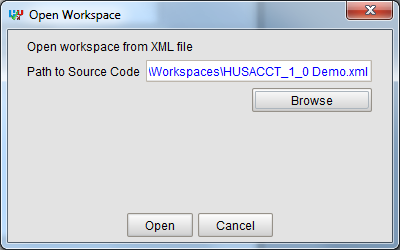 Open Workspace
Open workspace from XML file
Path to Source Code \Workspaces\HUSACCT_1_0 Demo.xml
Browse
Open Cancel